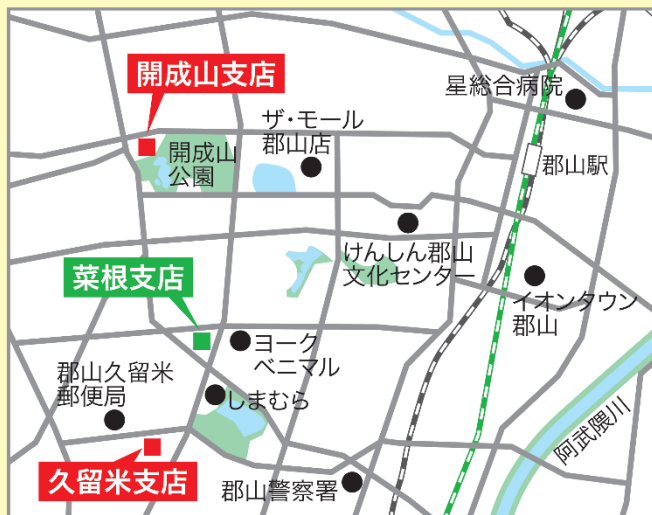 開成山支店
星総合病院
ザ・モール
郡山店
開成山
公園
郡山駅
けんしん郡山
文化センター
菜根支店
イオンタウン
郡山
ヨーク
ベニマル
郡山久留米
郵便局
しまむら
阿武隈川
久留米支店
郡山警察署